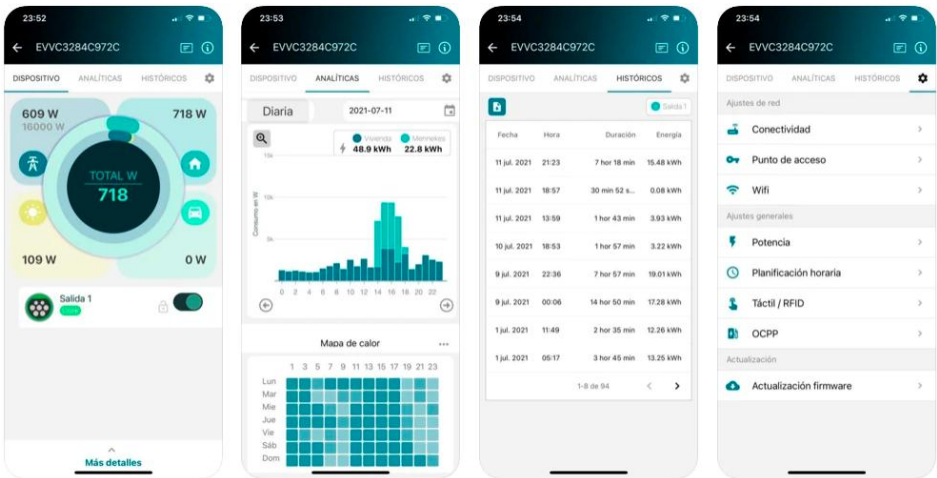 23:52
EVVC3284C972C
DISPOSITIVO ANALÍTICAS HISTÓRICOS
609 W
16000 W
718 W
TOTAL W
718
109 W
0 W
Salida 1
Más detalles
23:53
EVVC3284C972C
DISPOSITIVO ANALÍTICAS HISTÓRICOS
Diaria 2021-07-11
Vivienda Mennekes
48.9 kWh 22.8 kWh
15k
10k
5k
Consumo en W
0 2 4 6 8 10 12 14 16 18 20 22
Mapa de calor
1 3 5 7 9 11 13 15 17 19 21 23
Lun
Mar
Mie
Jue
Vie
Sáb
Dom
23:54
EVVC3284C972C
DISPOSITIVO ANALÍTICAS HISTÓRICOS
Salida 1
Fecha Hora Duración Energía
11 jul. 2021 21:23 7 hor 18 min 15.48 kWh
11 jul. 2021 18:57 30 min 52 s... 0.08 kWh
11 jul. 2021 13:59 1 hor 43 min 3.93 kWh
10 jul. 2021 18:53 1 hor 57 min 3.22 kWh
9 jul. 2021 22:36 7 hor 57 min 19.01 kWh
9 jul. 2021 00:06 14 hor 50 min 17.28 kWh
1 jul. 2021 11:49 2 hor 35 min 12.26 kWh
1 jul. 2021 05:17 3 hor 45 min 13.25 kWh
1-8 de 94
23:54
EVVC3284C972C
DISPOSITIVO ANALÍTICAS HISTÓRICOS
Ajustes de red
Conectividad
Punto de acceso
Wifi
Ajustes generales
Potencia
Planificación horaria
Táctil / RFID
OCPP
Actualización
Actualización firmware